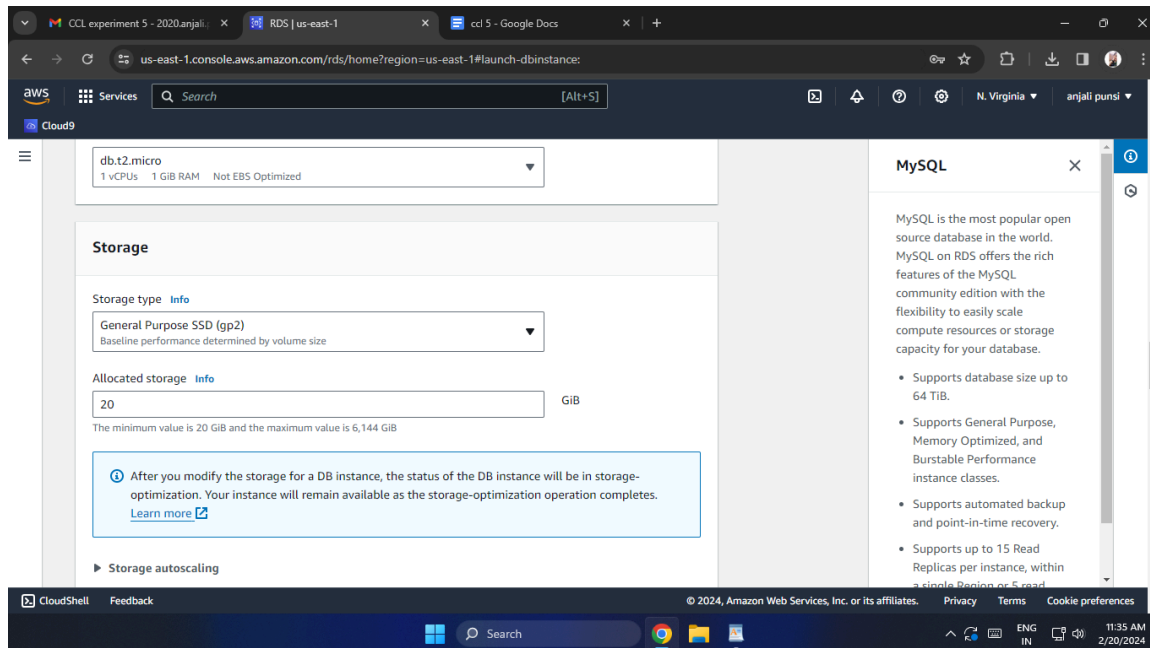 CCL experiment 5 - 2020.anjali.p
RDS | us-east-1
ccl 5 - Google Docs
us-east-1.console.aws.amazon.com/rds/home?region=us-east-1#launch-dbinstance:
aws
Services
Search
[Alt+S]
N. Virginia
anjali punsi
Cloud9
db.t2.micro
1 vCPUs 1 GiB RAM Not EBS Optimized
Storage
Storage type Info
General Purpose SSD (gp2)
Baseline performance determined by volume size
Allocated storage Info
20
GiB
The minimum value is 20 GiB and the maximum value is 6,144 GiB
After you modify the storage for a DB instance, the status of the DB instance will be in storage-
optimization. Your instance will remain available as the storage-optimization operation completes.
Learn more
Storage autoscaling
MySQL
MySQL is the most popular open
source database in the world.
MySQL on RDS offers the rich
features of the MySQL
community edition with the
flexibility to easily scale
compute resources or storage
capacity for your database.
• Supports database size up to
64 TiB.
• Supports General Purpose,
Memory Optimized, and
Burstable Performance
instance classes.
• Supports automated backup
and point-in-time recovery.
• Supports up to 15 Read
Replicas per instance, within
a single Region or 5 read
CloudShell
Feedback
© 2024, Amazon Web Services, Inc. or its affiliates.
Privacy
Terms
Cookie preferences
Search
ENG
IN
11:35 AM
2/20/2024